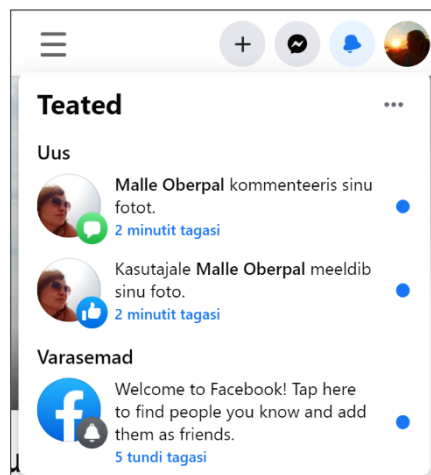 Teated
Uus
Malle Oberpal kommenteeris sinu
fotot.
2 minutit tagasi
Kasutajale Malle Oberpal meeldib
sinu foto.
2 minutit tagasi
Varasemad
Welcome to Facebook! Tap here
to find people you know and add
them as friends.
5 tundi tagasi